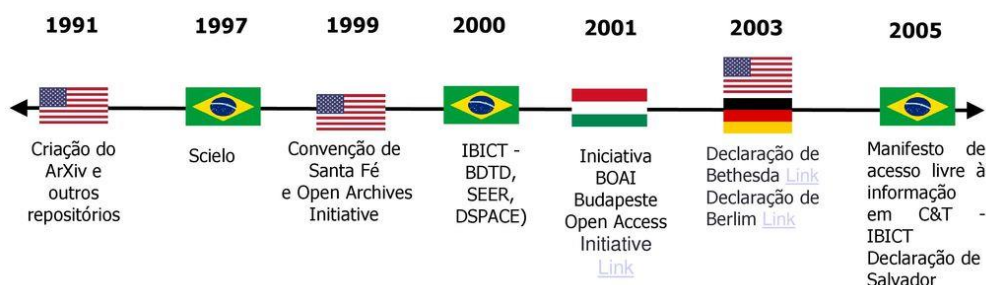 1991
Criação do
ArXiv e
outros
repositórios
1997
Scielo
1999
Convenção de
Santa Fé
e Open Archives
Initiative
2000
IBICT -
BDTD,
SEER,
DSPACE)
2001
Iniciativa
BOAI
Budapeste
Open Access
Initiative
Link
2003
Declaração de
Bethesda Link
Declaração de
Berlim Link
2005
Manifesto de
acesso livre à
informação
em C&T -
IBICT
Declaração de
Salvador